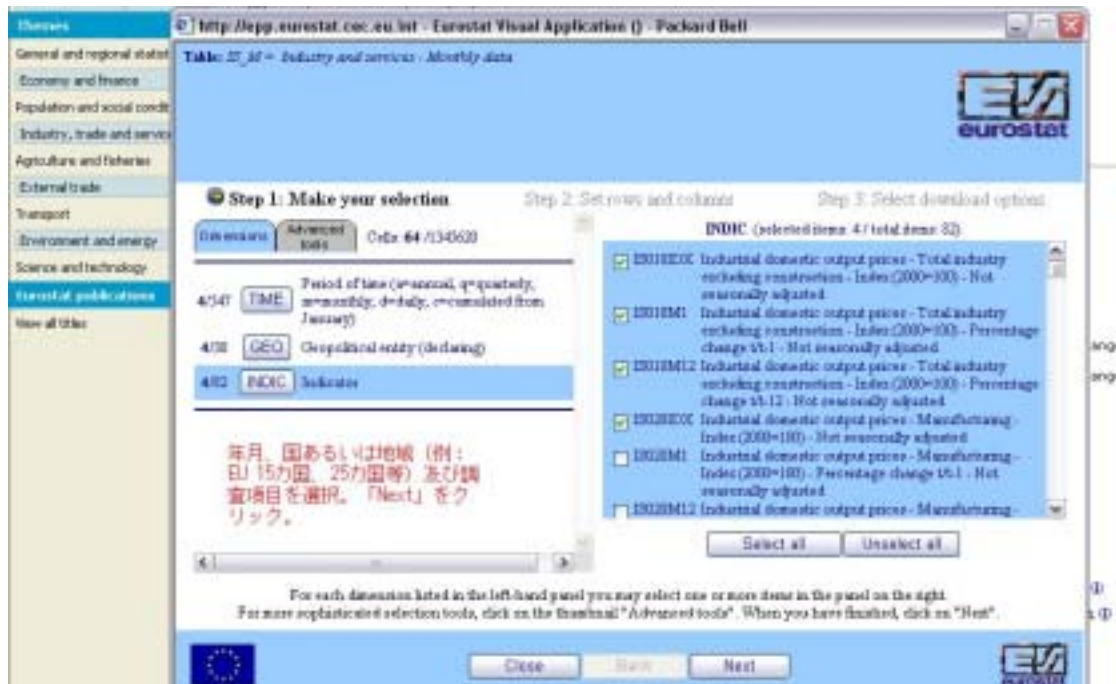 Themes
General and regional statist
Economy and finance
Population and social condit
Industry, trade and service
Agriculture and fisheries
External trade
Transport
Environment and energy
Science and technology
Eurostat publications
View all titles
http://epp.eurostat.cec.eu.int - Eurostat Visual Application () - Packard Bell
Table: IS_M = Industry and services - Monthly data
eurostat
Step 1: Make your selection
Step 2: Set rows and columns
Step 3: Select download options
Dimensions
Advanced tools
Cells: 64 /1345620
4/547 TIME Period of time (a=annual, q=quarterly,
m=monthly, d=daily, c=cumulated from
January)
4/38 GEO Geopolitical entity (declaring)
4/82 INDIC Indicator
年月、国あるいは地域（例：
EU 15カ国、25カ国等）及び調
査項目を選択。「Next」をク
リック。
INDIC (selected items: 4 / total items: 82)
Industrial domestic output prices - Total industry
excluding construction - Index (2000=100) - Not
seasonally adjusted
IS010M1 Industrial domestic output prices - Total industry
excluding construction - Index (2000=100) - Percentage
change t/t-1 - Not seasonally adjusted
IS010M12 Industrial domestic output prices - Total industry
excluding construction - Index (2000=100) - Percentage
change t/t-12 - Not seasonally adjusted
Industrial domestic output prices - Manufacturing -
Index (2000=100) - Not seasonally adjusted
IS020M1 Industrial domestic output prices - Manufacturing -
Index (2000=100) - Percentage change t/t-1 - Not
seasonally adjusted
IS020M12 Industrial domestic output prices - Manufacturing -
Select all
Unselect all
For each dimension listed in the left-hand panel you may select one or more items in the panel on the right.
For more sophisticated selection tools, click on the thumbnail "Advanced tools". When you have finished, click on "Next".
Close
Back
Next
eurostat